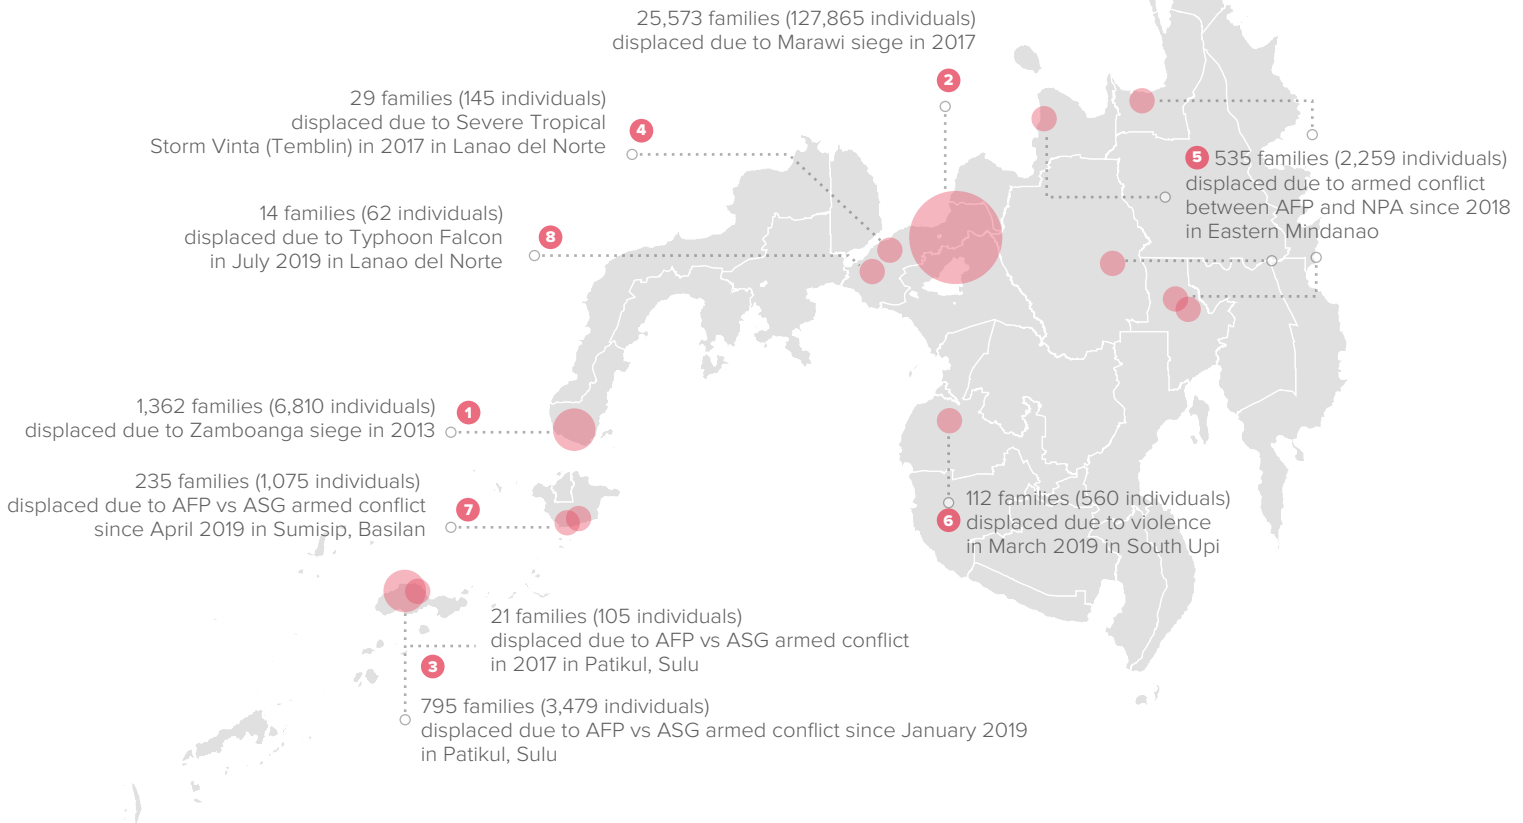 25,573 families (127,865 individuals)
displaced due to Marawi siege in 2017
2
29 families (145 individuals)
displaced due to Severe Tropical
Storm Vinta (Temblin) in 2017 in Lanao del Norte
4
5 535 families (2,259 individuals)
displaced due to armed conflict
between AFP and NPA since 2018
in Eastern Mindanao
14 families (62 individuals)
displaced due to Typhoon Falcon
in July 2019 in Lanao del Norte
8
1,362 families (6,810 individuals)
displaced due to Zamboanga siege in 2013
1
235 families (1,075 individuals)
displaced due to AFP vs ASG armed conflict
since April 2019 in Sumisip, Basilan
7
112 families (560 individuals)
6 displaced due to violence
in March 2019 in South Upi
21 families (105 individuals)
displaced due to AFP vs ASG armed conflict
in 2017 in Patikul, Sulu
3
795 families (3,479 individuals)
displaced due to AFP vs ASG armed conflict since January 2019
in Patikul, Sulu